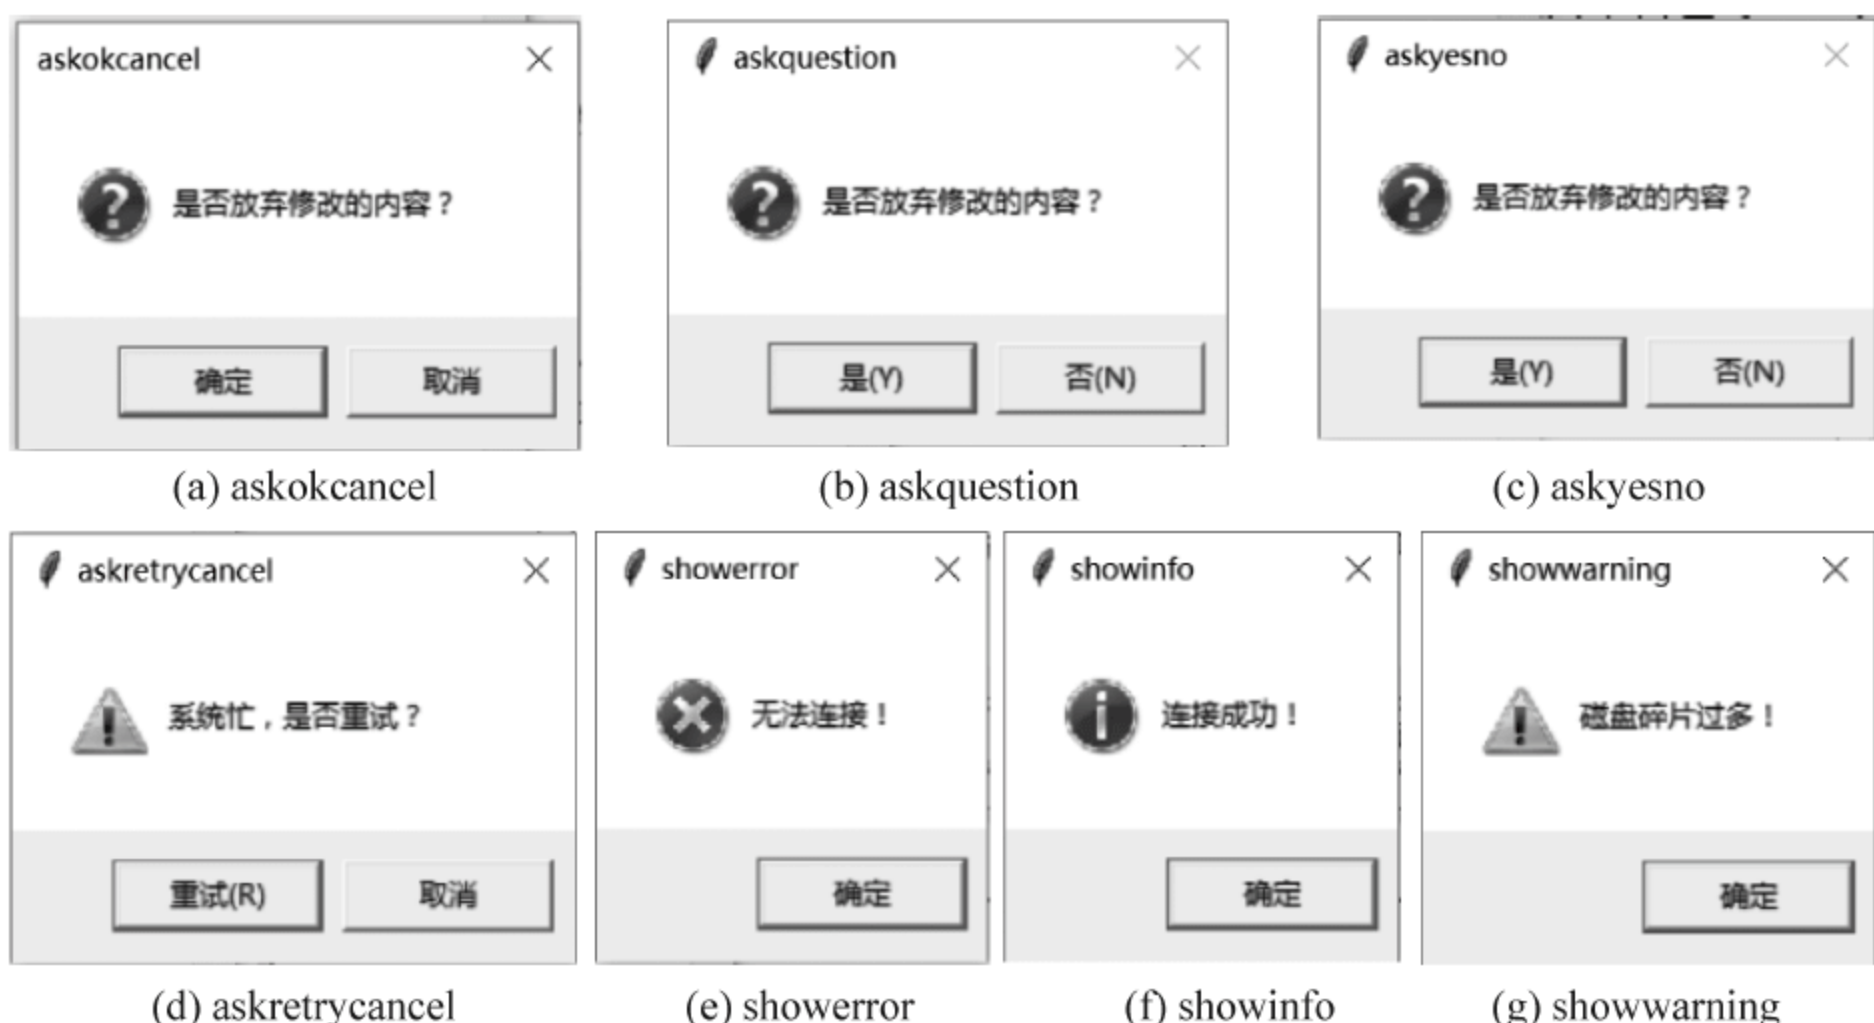 askokcancel
是否放弃修改的内容？
确定 取消
(a) askokcancel
askquestion
是否放弃修改的内容？
是(Y) 否(N)
(b) askquestion
askyesno
是否放弃修改的内容？
是(Y) 否(N)
(c) askyesno
askretrycancel
系统忙，是否重试？
重试(R) 取消
(d) askretrycancel
showerror
无法连接！
确定
(e) showerror
showinfo
连接成功！
确定
(f) showinfo
showwarning
磁盘碎片过多！
确定
(g) showwarning